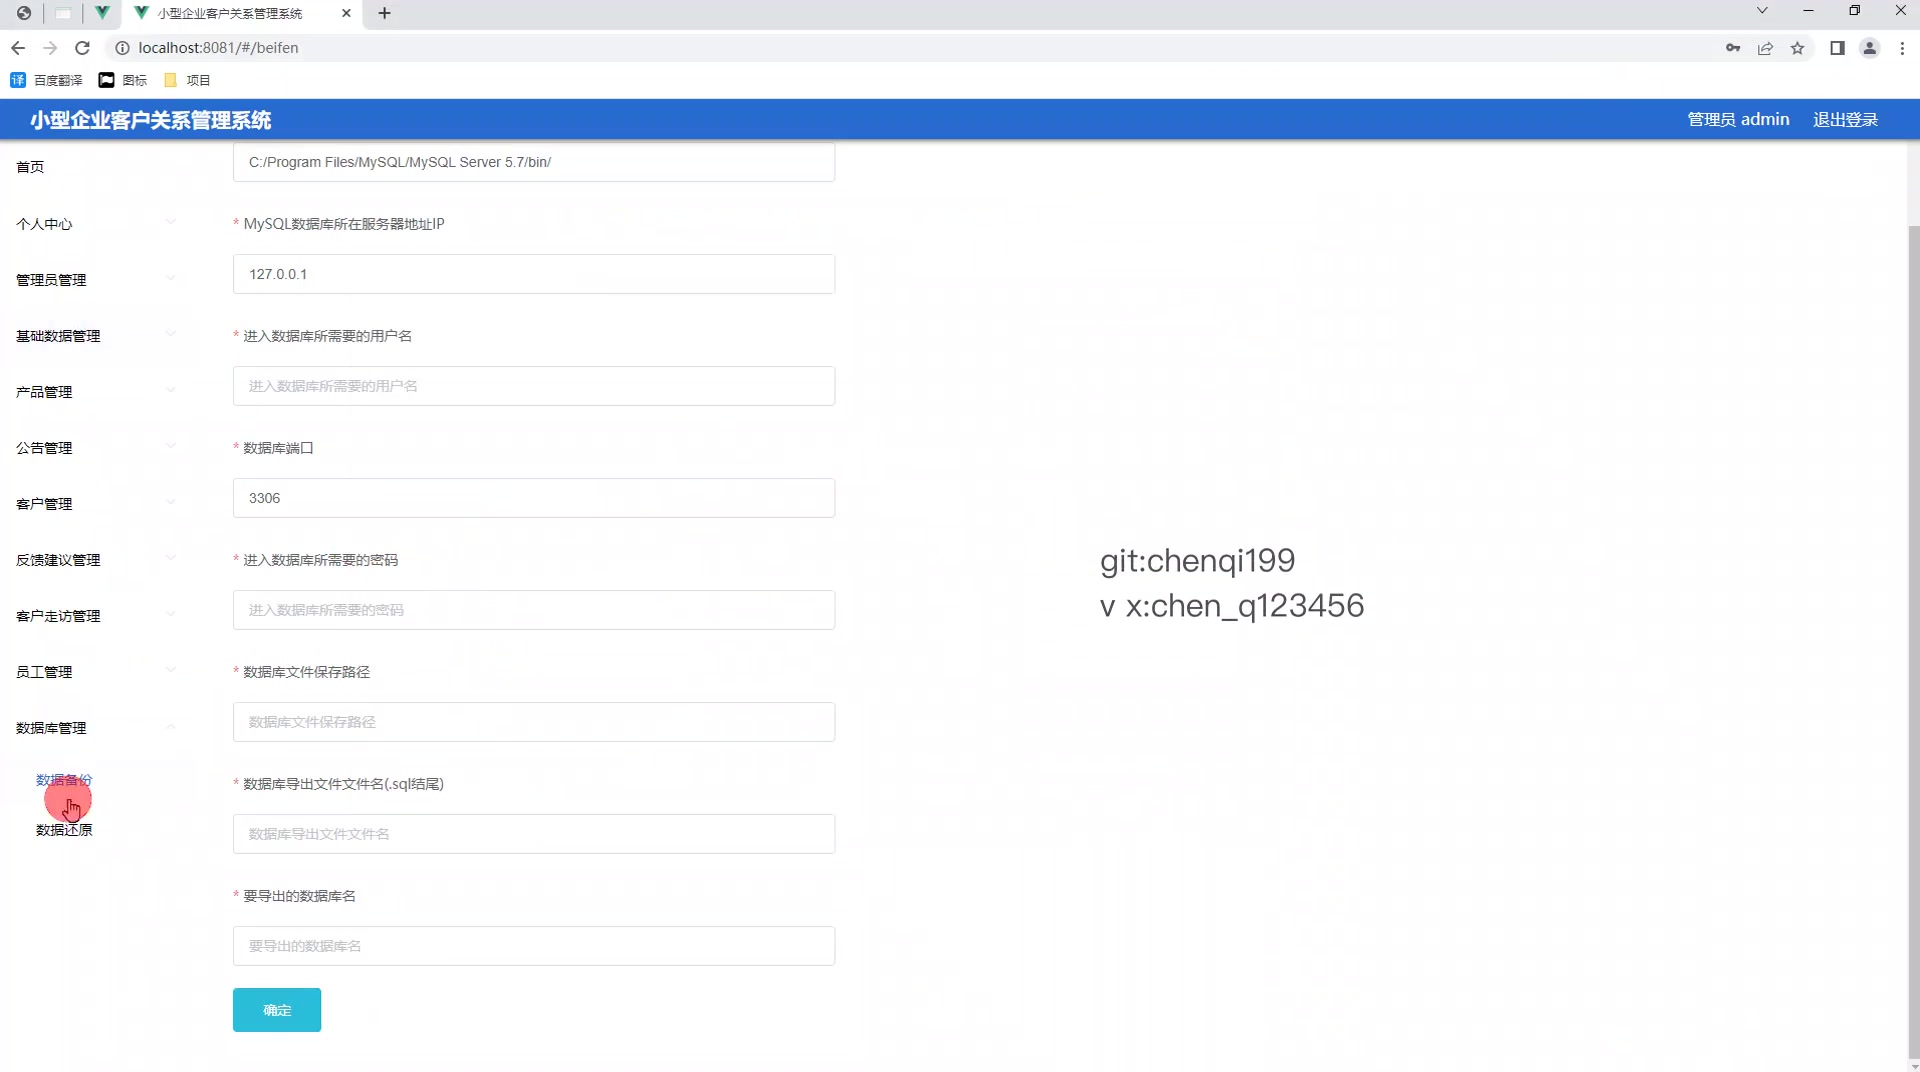 小型企业客户关系管理系统
localhost:8081/#/beifen
百度翻译 图标 项目
小型企业客户关系管理系统 管理员 admin 退出登录
首页
个人中心
管理员管理
基础数据管理
产品管理
公告管理
客户管理
反馈建议管理
客户走访管理
员工管理
数据库管理
数据备份
数据还原
C:/Program Files/MySQL/MySQL Server 5.7/bin/
* MySQL数据库所在服务器地址IP
127.0.0.1
* 进入数据库所需要的用户名
进入数据库所需要的用户名
* 数据库端口
3306
* 进入数据库所需要的密码
进入数据库所需要的密码
* 数据库文件保存路径
数据库文件保存路径
* 数据库导出文件文件名(.sql结尾)
数据库导出文件文件名
* 要导出的数据库名
要导出的数据库名
确定
git:chenqi199
v x:chen_q123456